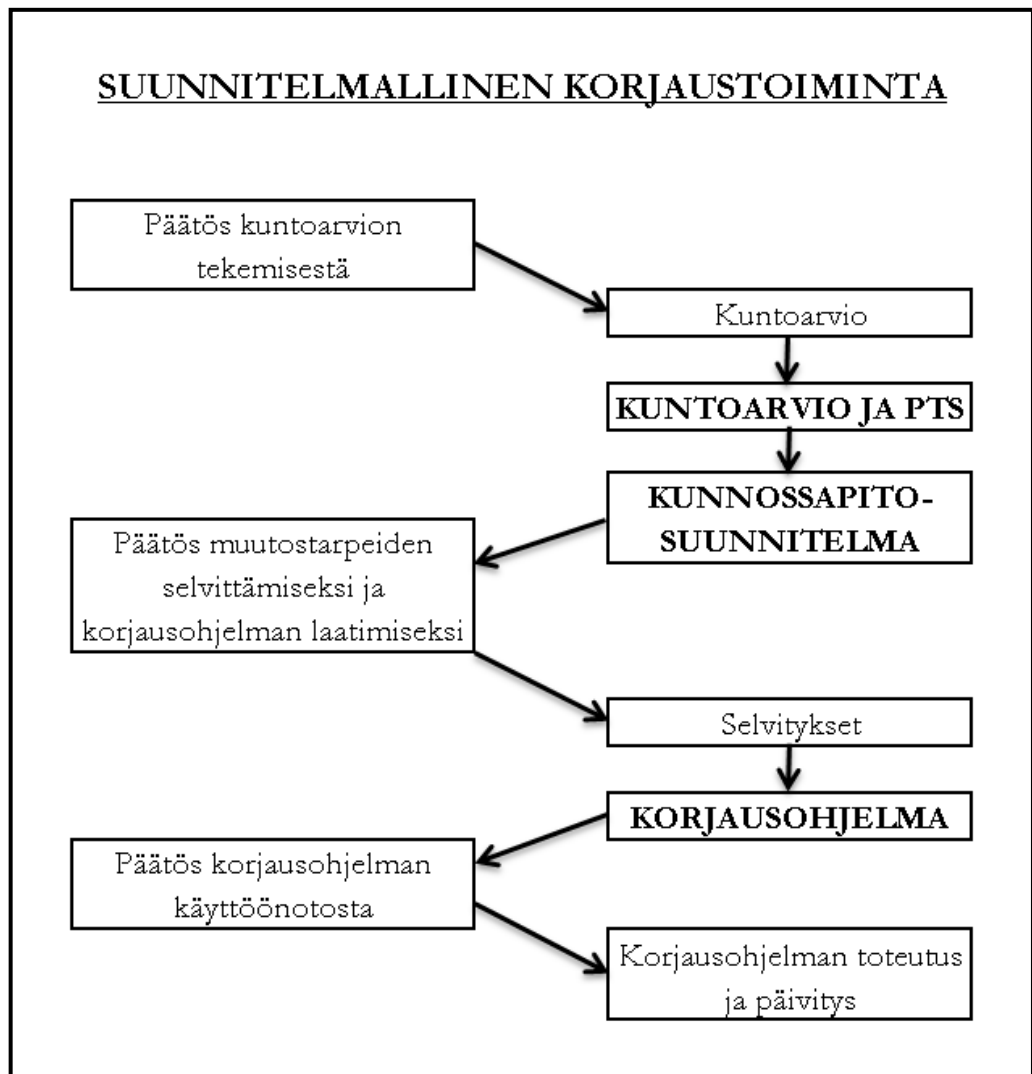 SUUNNITELMALLINEN KORJAUSTOIMINTA
Päätös kuntoarvion
tekemisestä
Kuntoarvio
KUNTOARVIO JA PTS
KUNNOSSAPITO-
SUUNNITELMA
Päätös muutostarpeiden
selvittämiseksi ja
korjausohjelman laatimiseksi
Selvitykset
KORJAUSOHJELMA
Päätös korjausohjelman
käyttöönotosta
Korjausohjelman toteutus
ja päivitys